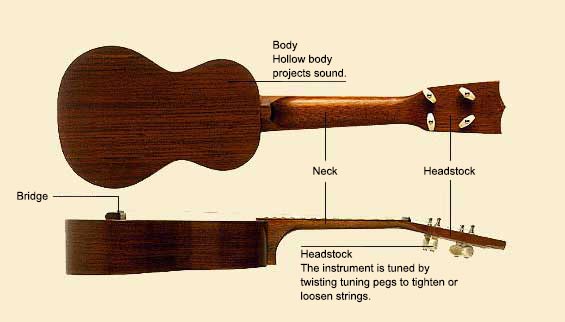 Body
Hollow body
projects sound.
Neck
Headstock
Bridge
Headstock
The instrument is tuned by
twisting tuning pegs to tighten or
loosen strings.